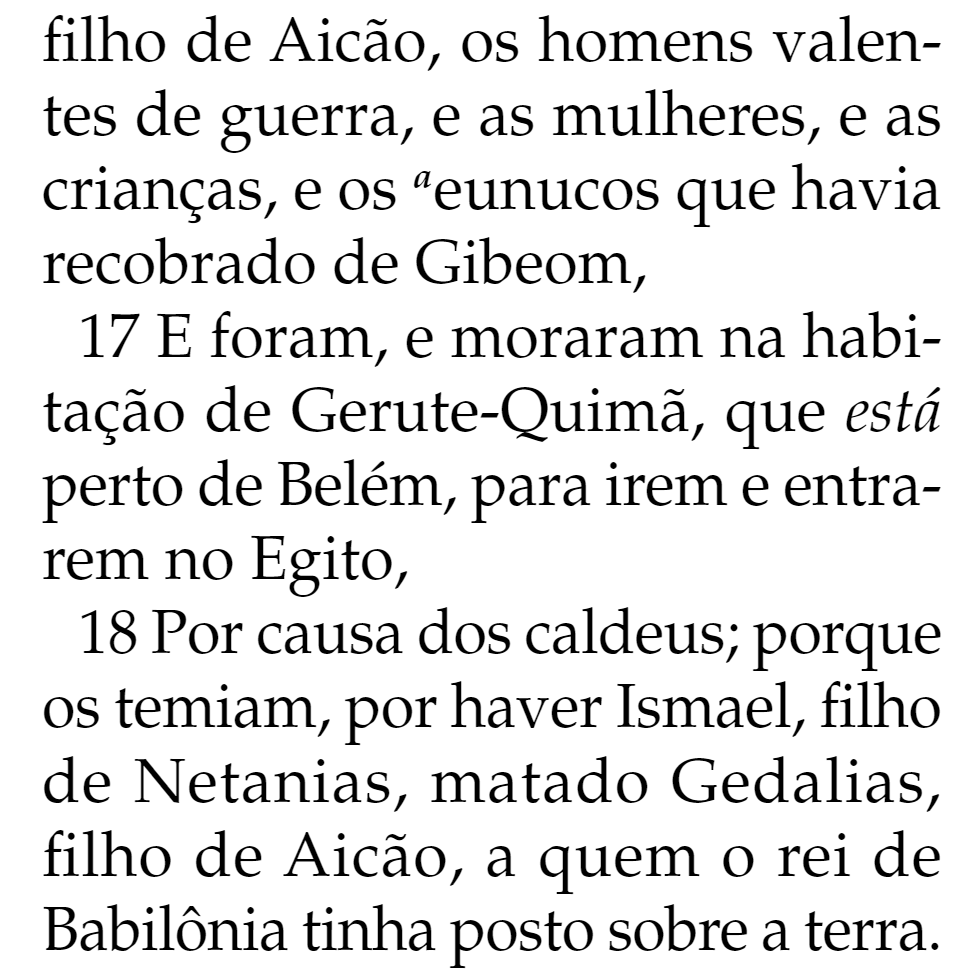 filho de Aicão, os homens valen-
tes de guerra, e as mulheres, e as
crianças, e os ᵃeunucos que havia
recobrado de Gibeom,
17 E foram, e moraram na habi-
tação de Gerute-Quimã, que está
perto de Belém, para irem e entra-
rem no Egito,
18 Por causa dos caldeus; porque
os temiam, por haver Ismael, filho
de Netanias, matado Gedalias,
filho de Aicão, a quem o rei de
Babilônia tinha posto sobre a terra.